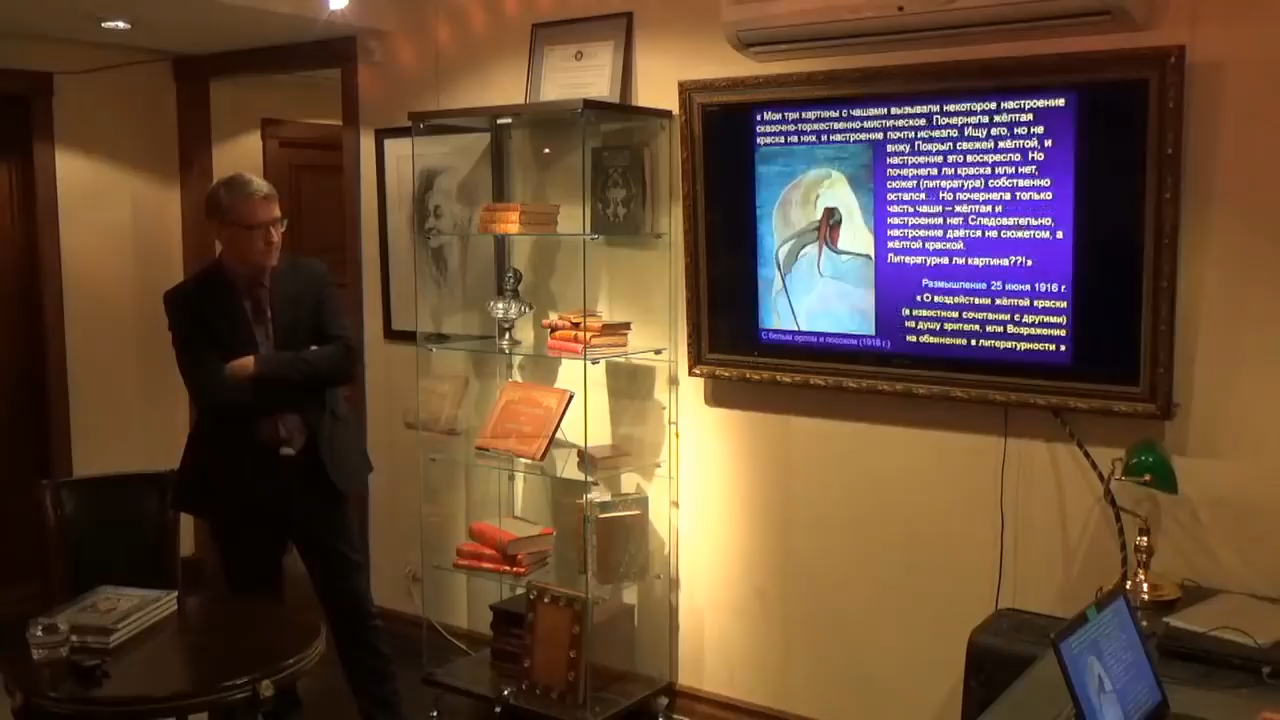 « Мои три картины с чашами вызывали некоторое настроение
сказочно-торжественно-мистическое. Почернела жёлтая
краска на них, и настроение почти исчезло. Ищу его, но не
вижу. Покрыл свежей жёлтой, и
настроение это воскресло. Но
почернела ли краска или нет,
сюжет (литература) собственно
остался... Но почернела только
часть чаши – жёлтая и
настроения нет. Следовательно,
настроение даётся не сюжетом, а
жёлтой краской.
Литературна ли картина??!»
Размышление 25 июня 1916 г.
« О воздействии жёлтой краски
(в известном сочетании с другими)
на душу зрителя, или Возражение
на обвинение в литературности »
С белым орлом и посохом (1916 г.)